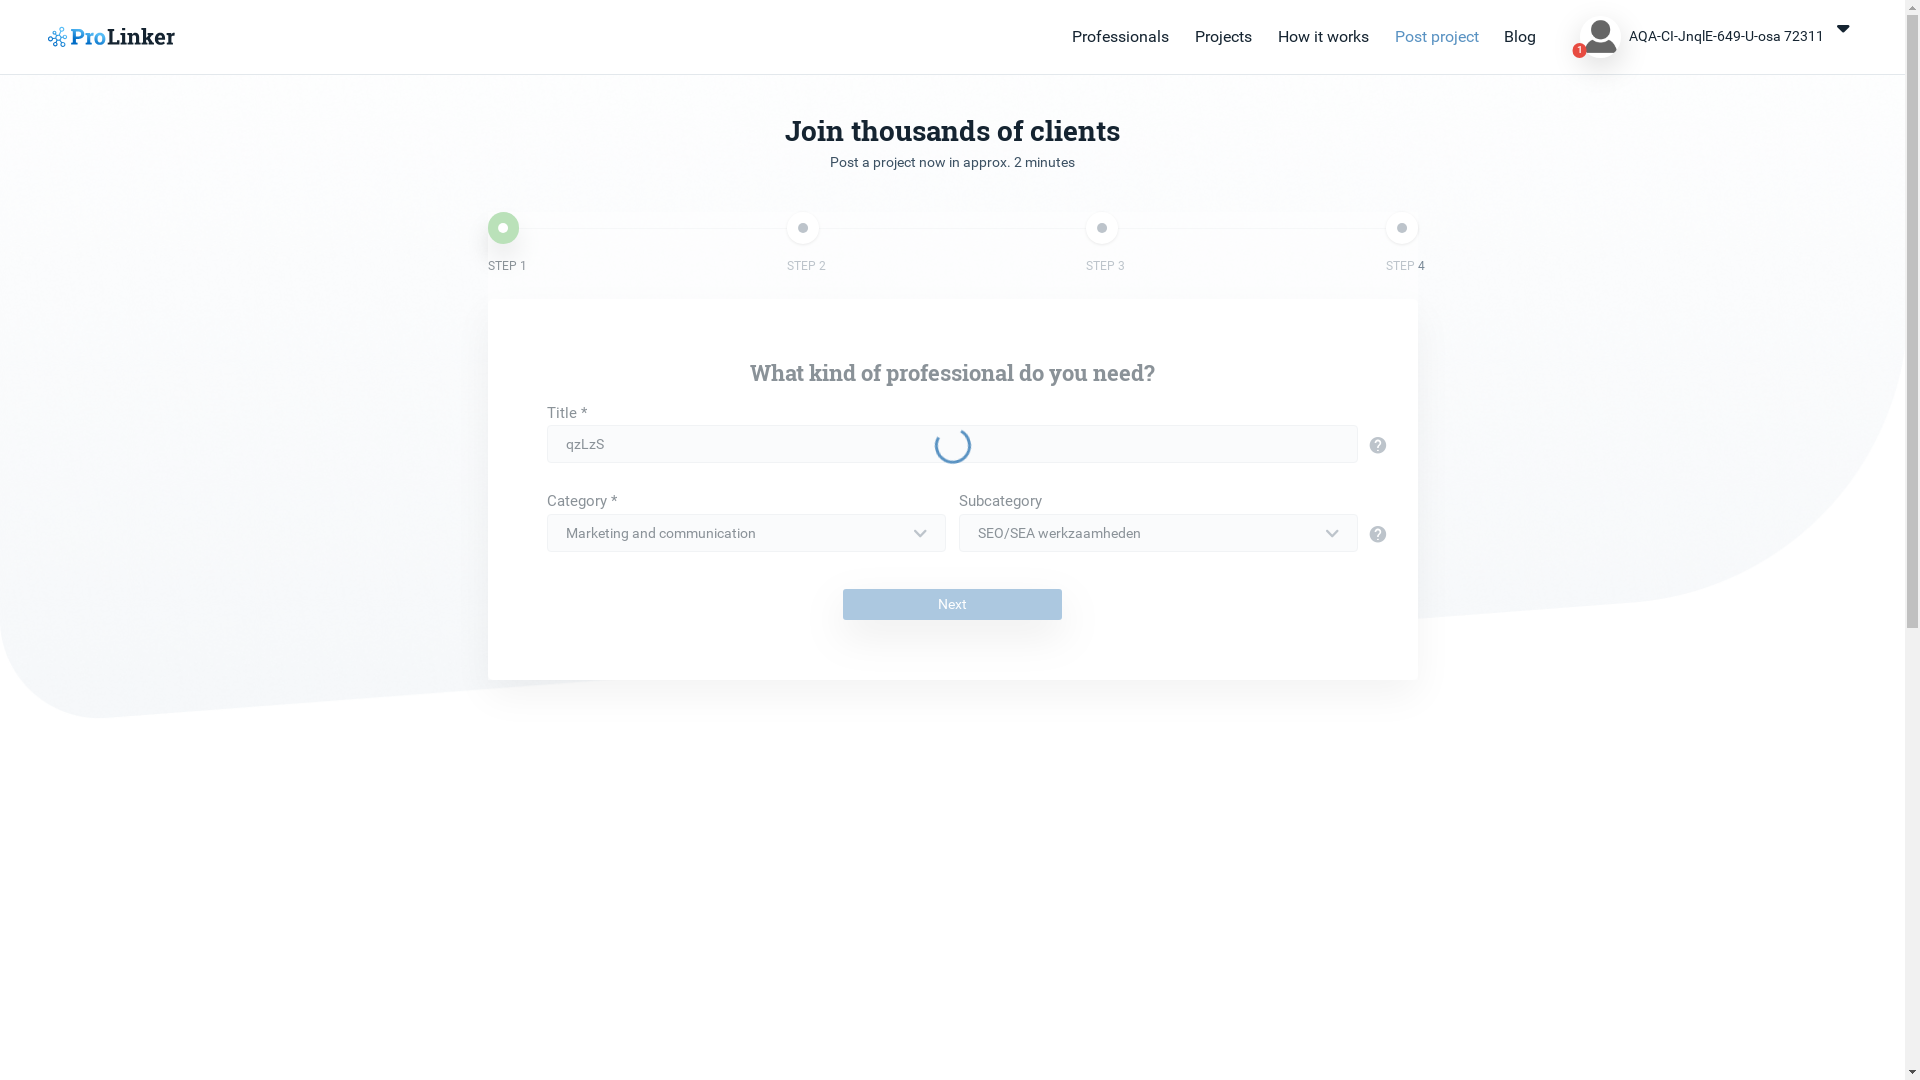 ProLinker
Professionals
Projects
How it works
Post project
Blog
1
AQA-CI-JnqlE-649-U-osa 72311
Join thousands of clients
Post a project now in approx. 2 minutes
STEP 1
STEP 2
STEP 3
STEP 4
What kind of professional do you need?
Title *
qzLzS
?
Category *
Subcategory
Marketing and communication
SEO/SEA werkzaamheden
?
Next